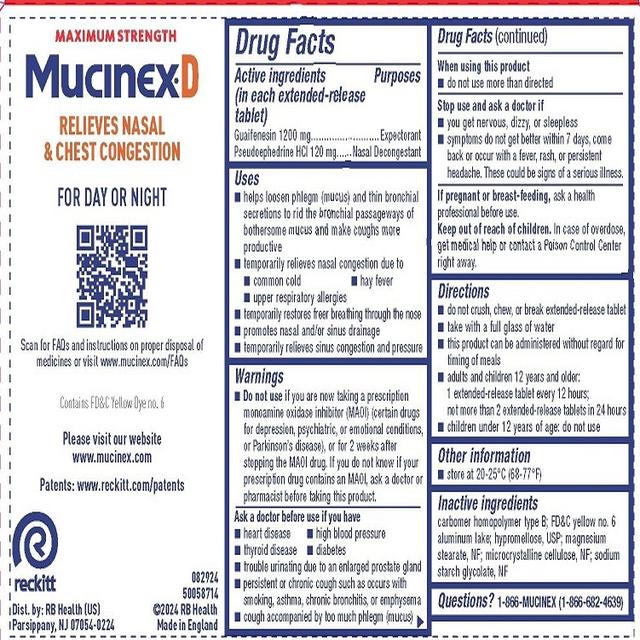 MAXIMUM STRENGTH
MUCINEX·D
RELIEVES NASAL
& CHEST CONGESTION
FOR DAY OR NIGHT
Scan for FAQs and instructions on proper disposal of
medicines or visit www.mucinex.com/FAQs
Contains FD&C Yellow Dye no. 6
Please visit our website
www.mucinex.com
Patents: www.reckitt.com/patents
reckitt
082924
50058714
Dist. by: RB Health (US)
Parsippany, NJ 07054-0224
©2024 RB Health
Made in England
Drug Facts
Active ingredients Purposes
(in each extended-release
tablet)
Guaifenesin 1200 mg......................Expectorant
Pseudoephedrine HCl 120 mg.....Nasal Decongestant
Uses
■ helps loosen phlegm (mucus) and thin bronchial
secretions to rid the bronchial passageways of
bothersome mucus and make coughs more
productive
■ temporarily relieves nasal congestion due to
■ common cold ■ hay fever
■ upper respiratory allergies
■ temporarily restores freer breathing through the nose
■ promotes nasal and/or sinus drainage
■ temporarily relieves sinus congestion and pressure
Warnings
■ Do not use if you are now taking a prescription
monoamine oxidase inhibitor (MAOI) (certain drugs
for depression, psychiatric, or emotional conditions,
or Parkinson's disease), or for 2 weeks after
stopping the MAOI drug. If you do not know if your
prescription drug contains an MAOI, ask a doctor or
pharmacist before taking this product.
Ask a doctor before use if you have
■ heart disease ■ high blood pressure
■ thyroid disease ■ diabetes
■ trouble urinating due to an enlarged prostate gland
■ persistent or chronic cough such as occurs with
smoking, asthma, chronic bronchitis, or emphysema
■ cough accompanied by too much phlegm (mucus)
Drug Facts (continued)
When using this product
■ do not use more than directed
Stop use and ask a doctor if
■ you get nervous, dizzy, or sleepless
■ symptoms do not get better within 7 days, come
back or occur with a fever, rash, or persistent
headache. These could be signs of a serious illness.
If pregnant or breast-feeding, ask a health
professional before use.
Keep out of reach of children. In case of overdose,
get medical help or contact a Poison Control Center
right away.
Directions
■ do not crush, chew, or break extended-release tablet
■ take with a full glass of water
■ this product can be administered without regard for
timing of meals
■ adults and children 12 years and older:
1 extended-release tablet every 12 hours;
not more than 2 extended-release tablets in 24 hours
■ children under 12 years of age: do not use
Other information
■ store at 20-25°C (68-77°F)
Inactive ingredients
carbomer homopolymer type B; FD&C yellow no. 6
aluminum lake; hypromellose, USP; magnesium
stearate, NF; microcrystalline cellulose, NF; sodium
starch glycolate, NF
Questions? 1-866-MUCINEX (1-866-682-4639)